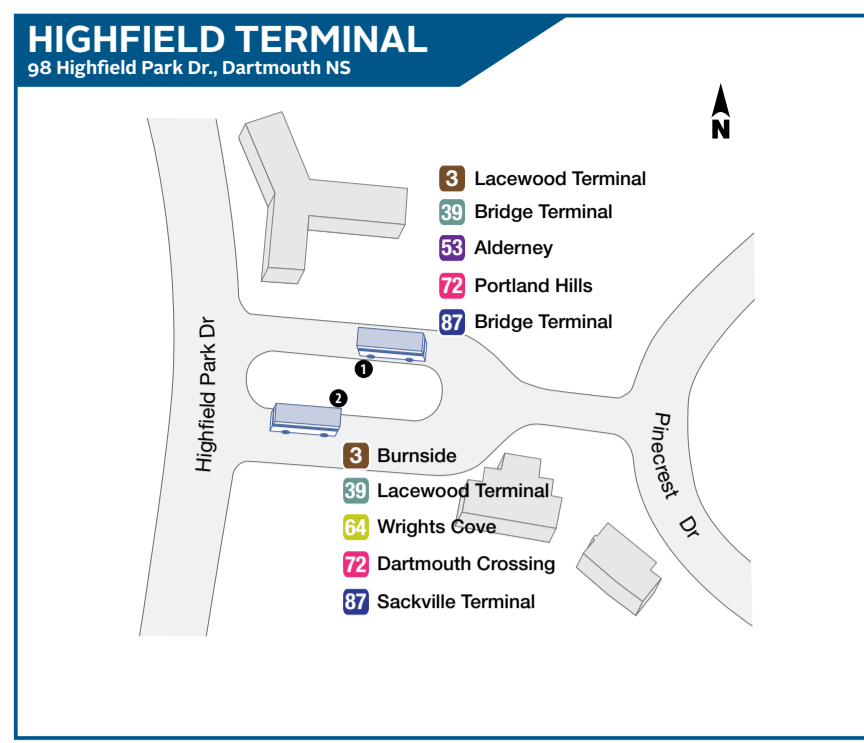 HIGHFIELD TERMINAL
98 Highfield Park Dr., Dartmouth NS
N
3 Lacewood Terminal
39 Bridge Terminal
53 Alderney
72 Portland Hills
87 Bridge Terminal
Highfield Park Dr
1
2
Pinecrest Dr
3 Burnside
39 Lacewood Terminal
64 Wrights Cove
72 Dartmouth Crossing
87 Sackville Terminal